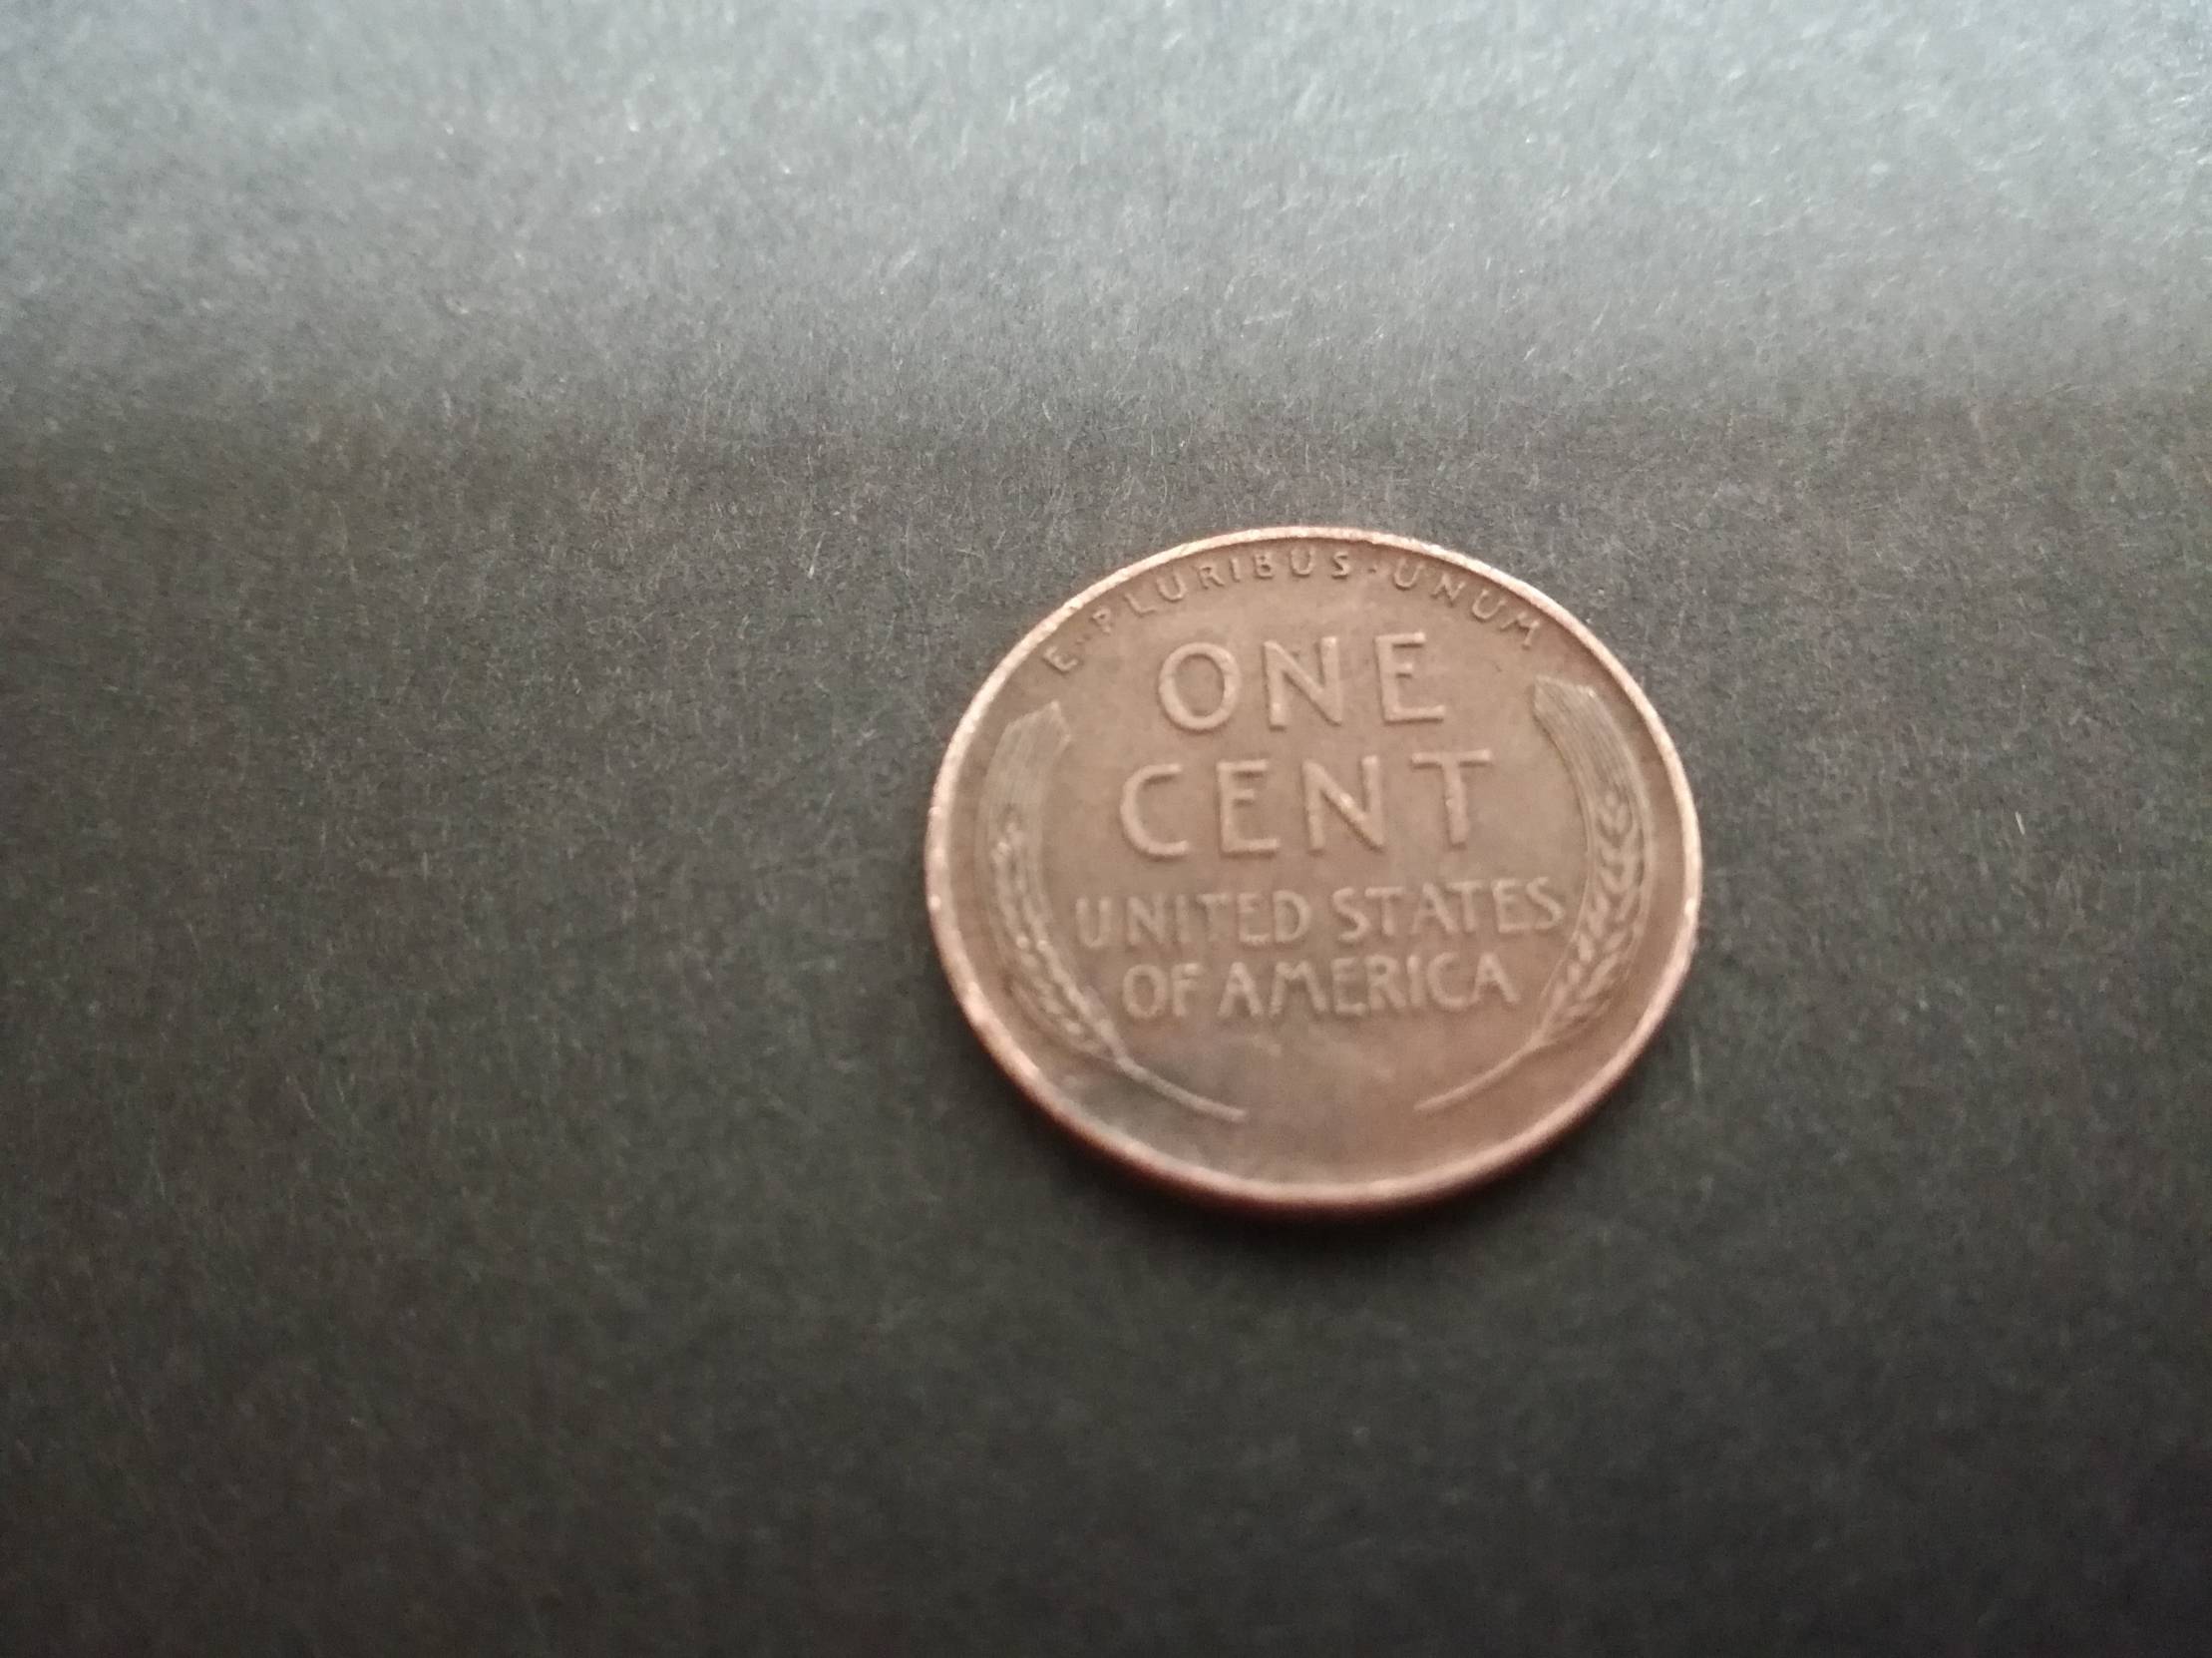 E·PLURIBUS·UNUM
ONE
CENT
UNITED STATES
OF AMERICA